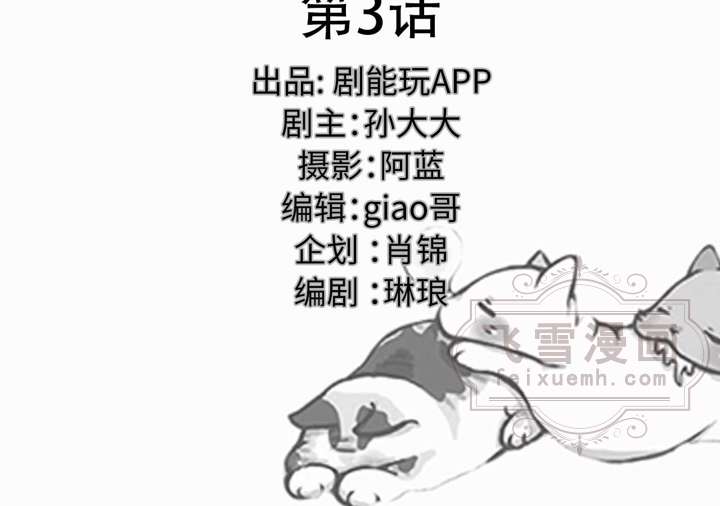 第3话
出品: 剧能玩APP
剧主:孙大大
摄影:阿蓝
编辑:giao哥
企划 :肖锦
编剧 :琳琅
飞雪漫画
feixuemh.com